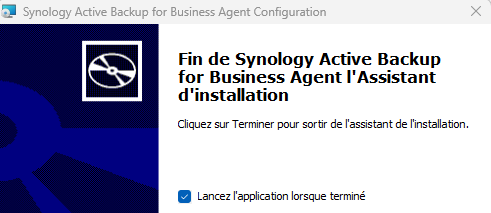 Synology Active Backup for Business Agent Configuration
Fin de Synology Active Backup
for Business Agent l'Assistant
d'installation
Cliquez sur Terminer pour sortir de l'assistant de l'installation.
Lancez l'application lorsque terminé